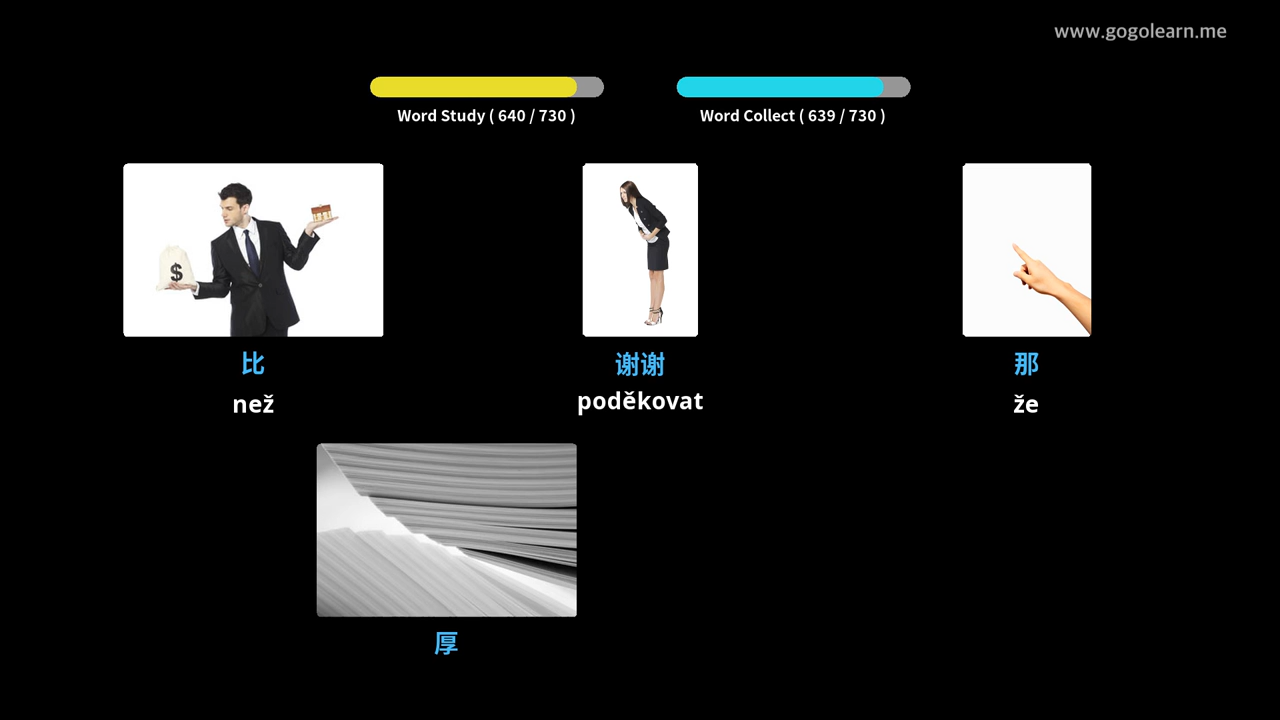 www.gogolearn.me
Word Study ( 640 / 730 )
Word Collect ( 639 / 730 )
$
比
než
谢谢
poděkovat
那
že
厚